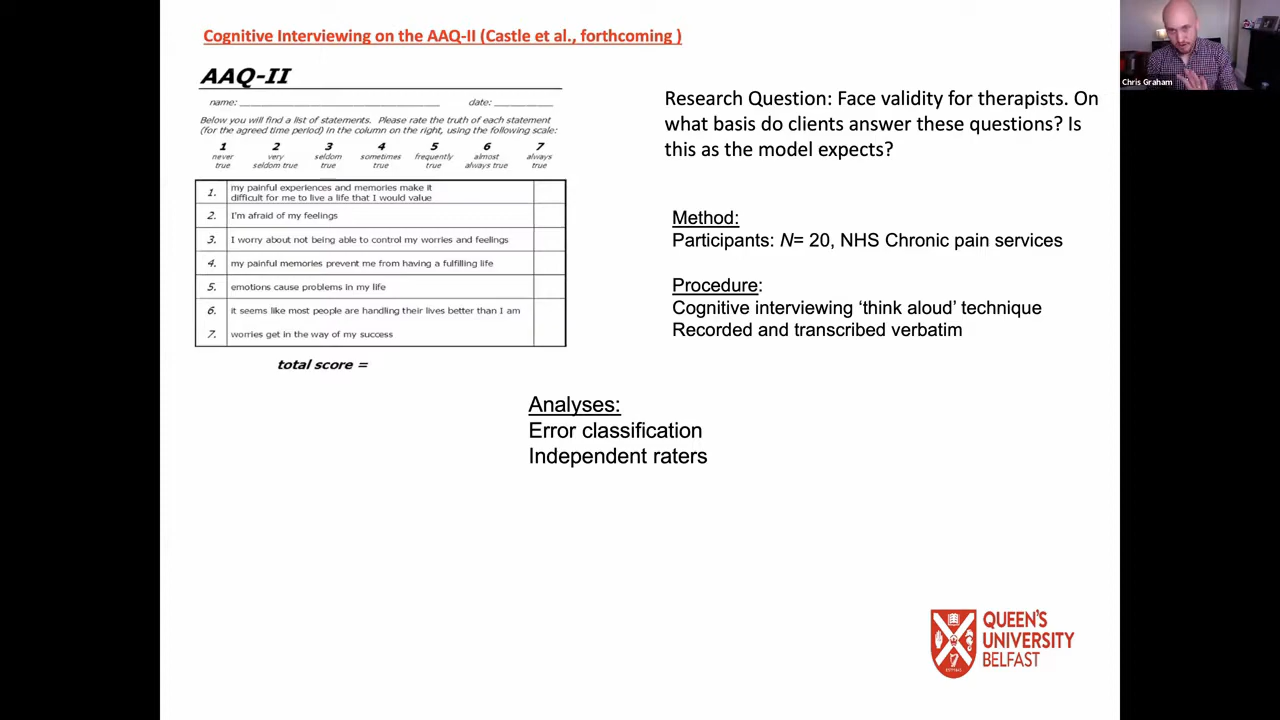 Cognitive Interviewing on the AAQ-II (Castle et al., forthcoming )
AAQ-II
name: ________ date: ________
Below you will find a list of statements. Please rate the truth of each statement
(for the agreed time period) in the column on the right, using the following scale:
1 2 3 4 5 6 7
never very seldom sometimes frequently almost always
true seldom true true true true always true true
1. my painful experiences and memories make it
difficult for me to live a life that I would value
2. I'm afraid of my feelings
3. I worry about not being able to control my worries and feelings
4. my painful memories prevent me from having a fulfilling life
5. emotions cause problems in my life
6. it seems like most people are handling their lives better than I am
7. worries get in the way of my success
total score =
Research Question: Face validity for therapists. On
what basis do clients answer these questions? Is
this as the model expects?
Method:
Participants: N= 20, NHS Chronic pain services
Procedure:
Cognitive interviewing ‘think aloud’ technique
Recorded and transcribed verbatim
Analyses:
Error classification
Independent raters
QUEEN'S
UNIVERSITY
BELFAST
Chris Graham